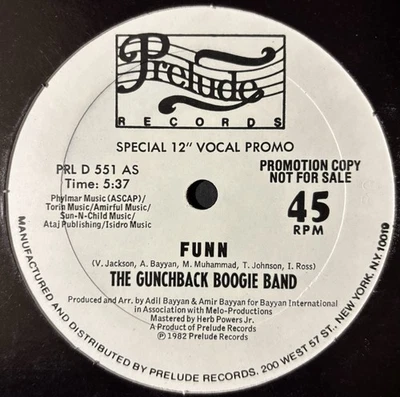 Prelude
RECORDS
SPECIAL 12" VOCAL PROMO
PRL D 551 AS
Time: 5:37
PROMOTION COPY
NOT FOR SALE
Phylmar Music (ASCAP)/
Torin Music/Amirful Music/
Sun-N-Child Music/
Ataj Publishing/Isidro Music
45
RPM
FUNN
(V. Jackson, A. Bayyan, M. Muhammad, T. Johnson, I. Ross)
THE GUNCHBACK BOOGIE BAND
Produced and Arr. by Adil Bayyan & Amir Bayyan for Bayyan International
in Association with Melo-Productions
Mastered by Herb Powers Jr.
A Product of Prelude Records
℗ 1982 Prelude Records
MANUFACTURED AND DISTRIBUTED BY PRELUDE RECORDS, 200 WEST 57 ST., NEW YORK, N.Y. 10019